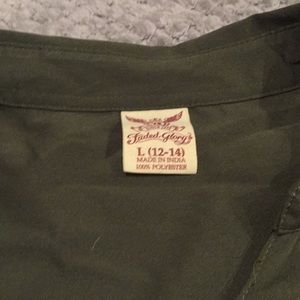 Faded Glory
L (12-14)
MADE IN INDIA
100% POLYESTER